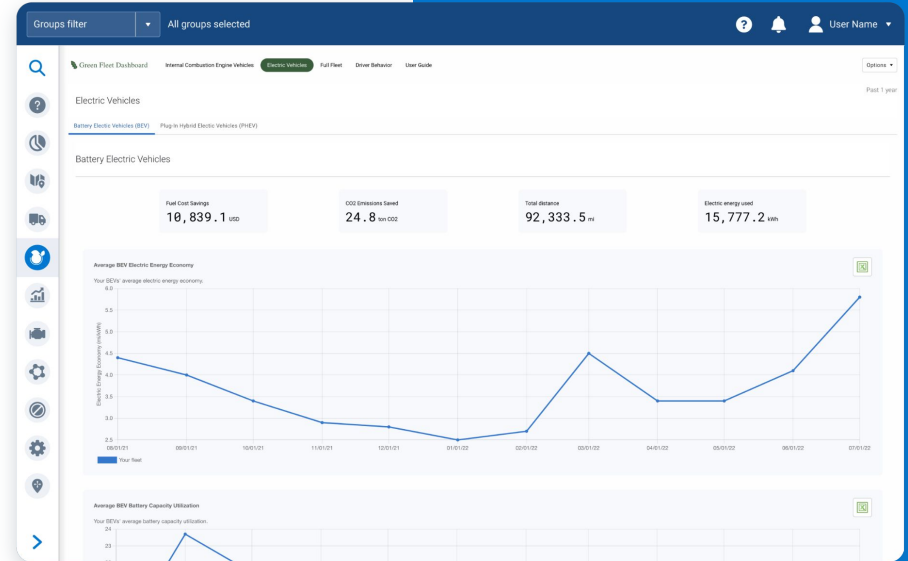 Groups filter ▼ All groups selected ? User Name ▼
Green Fleet Dashboard Internal Combustion Engine Vehicles Electric Vehicles Full Fleet Driver Behavior User Guide Options ▼
Past 1 year
Electric Vehicles
Battery Electic Vehicles (BEV) Plug-in Hybrid Electic Vehicles (PHEV)
Battery Electric Vehicles
Fuel Cost Savings CO2 Emissions Saved Total distance Electric energy used
10,839.1 USD 24.8 ton CO2 92,333.5 mi 15,777.2 kWh
Average BEV Electric Energy Economy
Your BEVs' average electric energy economy.
Electric Energy Economy (mi/kWh)
6.0
5.5
5.0
4.5
4.0
3.5
3.0
2.5
08/01/21 09/01/21 10/01/21 11/01/21 12/01/21 01/01/22 02/01/22 03/01/22 04/01/22 05/01/22 06/01/22 07/01/22
Your fleet
Average BEV Battery Capacity Utilization
Your BEVs' average battery capacity utilization.
24
23